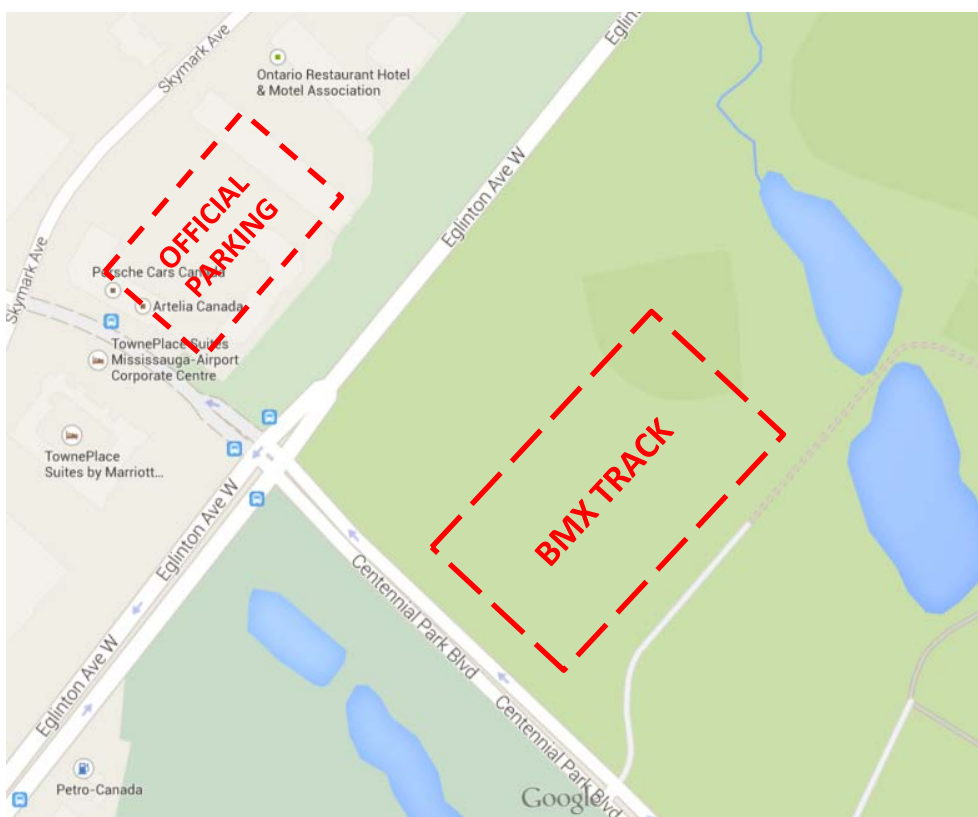 Skymark Ave
Ontario Restaurant Hotel
& Motel Association
Eglinton Ave W
OFFICIAL
PARKING
Skymark Ave
Porsche Cars Canada
Artelia Canada
TownePlace Suites
Mississauga-Airport
Corporate Centre
TownePlace
Suites by Marriott...
BMX TRACK
Eglinton Ave W
Centennial Park Blvd
Eglinton Ave W
Centennial Park Blvd
Petro-Canada
Google